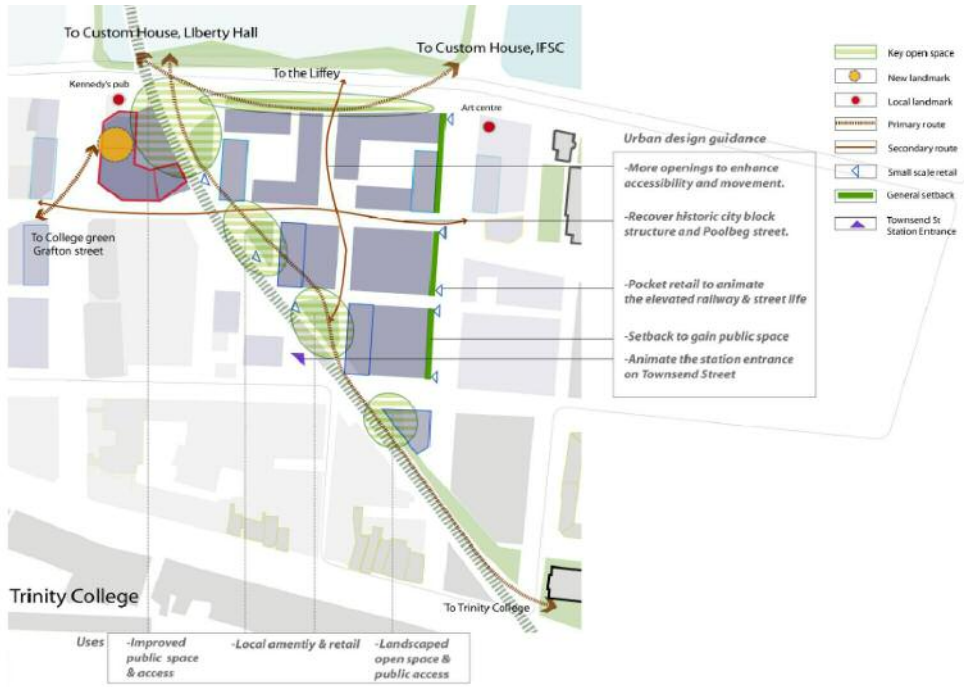 To Custom House, LIberty Hall
To Custom House, IFSC
To the Liffey
Kennedy's pub
Art centre
To College green
Grafton street
To Trinity College
Trinity College
Key open space
New landmark
Local landmark
Primary route
Secondary route
Small scale retail
General setback
Townsend St
Station Entrance
Urban design guidance
-More openings to enhance
accessibility and movement.
-Recover historic city block
structure and Poolbeg street.
-Pocket retail to animate
the elevated railway & street life
-Setback to gain public space
-Animate the station entrance
on Townsend Street
Uses
-Improved
public space
& access
-Local amentiy & retail
-Landscaped
open space &
public access